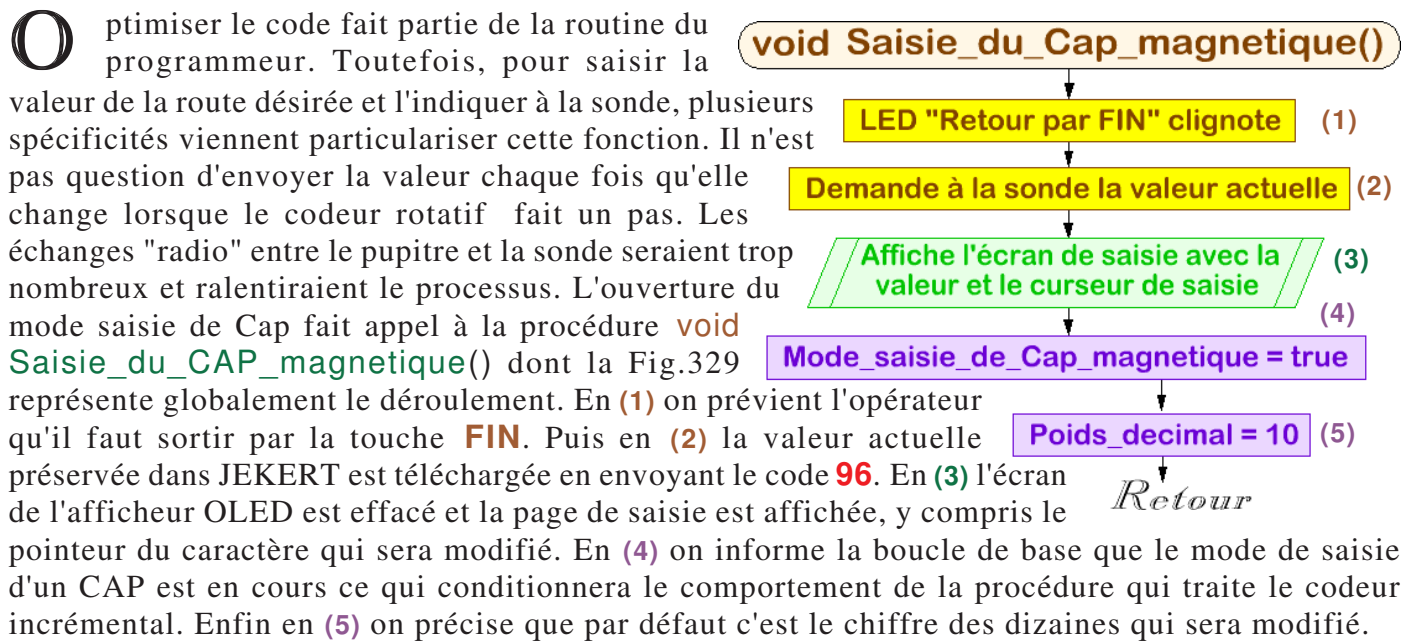 Optimiser le code fait partie de la routine du
programmeur. Toutefois, pour saisir la
valeur de la route désirée et l'indiquer à la sonde, plusieurs
spécificités viennent particulariser cette fonction. Il n'est
pas question d'envoyer la valeur chaque fois qu'elle
change lorsque le codeur rotatif fait un pas. Les
échanges "radio" entre le pupitre et la sonde seraient trop
nombreux et ralentiraient le processus. L'ouverture du
mode saisie de Cap fait appel à la procédure void
Saisie_du_CAP_magnetique() dont la Fig.329
représente globalement le déroulement. En (1) on prévient l'opérateur
qu'il faut sortir par la touche FIN. Puis en (2) la valeur actuelle
préservée dans JEKERT est téléchargée en envoyant le code 96. En (3) l'écran
de l'afficheur OLED est effacé et la page de saisie est affichée, y compris le
pointeur du caractère qui sera modifié. En (4) on informe la boucle de base que le mode de saisie
d'un CAP est en cours ce qui conditionnera le comportement de la procédure qui traite le codeur
incrémental. Enfin en (5) on précise que par défaut c'est le chiffre des dizaines qui sera modifié.
void Saisie_du_Cap_magnetique()
LED "Retour par FIN" clignote (1)
Demande à la sonde la valeur actuelle (2)
Affiche l'écran de saisie avec la (3)
valeur et le curseur de saisie
(4)
Mode_saisie_de_Cap_magnetique = true
Poids_decimal = 10 (5)
Retour